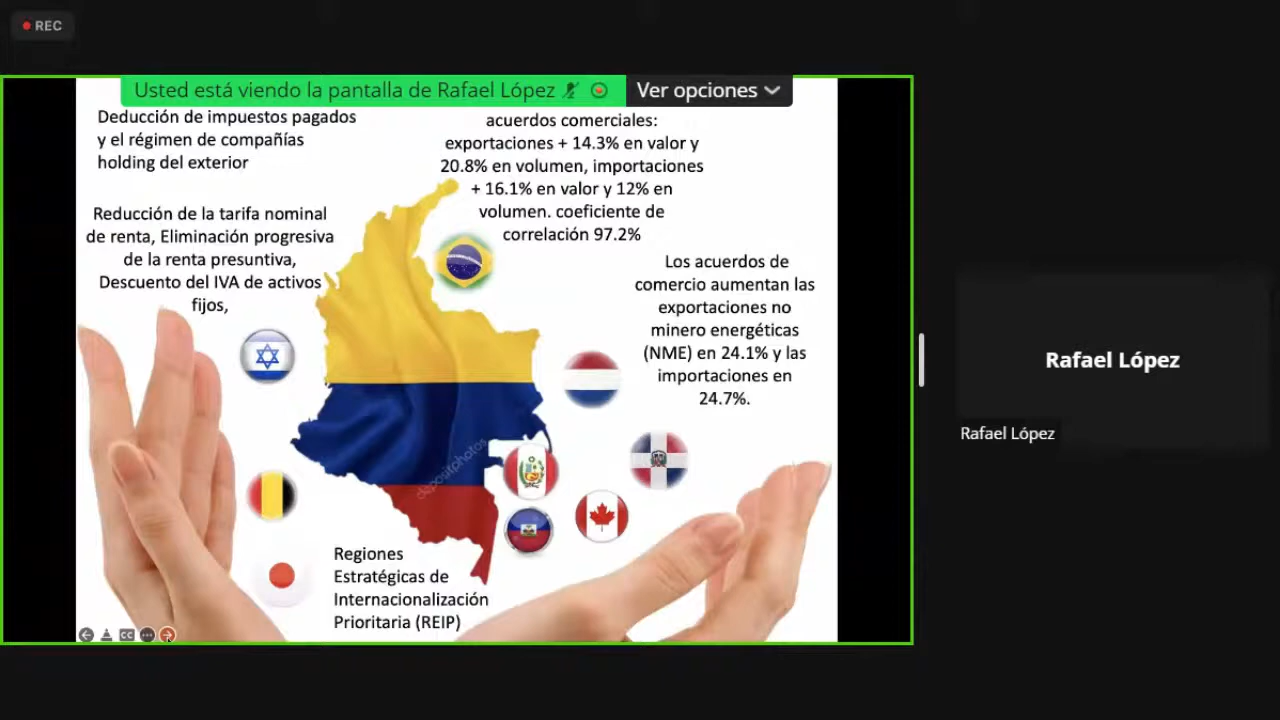 REC
Usted está viendo la pantalla de Rafael López
Ver opciones
Deducción de impuestos pagados
y el régimen de compañías
holding del exterior
acuerdos comerciales:
exportaciones + 14.3% en valor y
20.8% en volumen, importaciones
+ 16.1% en valor y 12% en
volumen. coeficiente de
correlación 97.2%
Reducción de la tarifa nominal
de renta, Eliminación progresiva
de la renta presuntiva,
Descuento del IVA de activos
fijos,
Los acuerdos de
comercio aumentan las
exportaciones no
minero energéticas
(NME) en 24.1% y las
importaciones en
24.7%.
depositphotos
Regiones
Estratégicas de
Internacionalización
Prioritaria (REIP)
CC
Rafael López
Rafael López